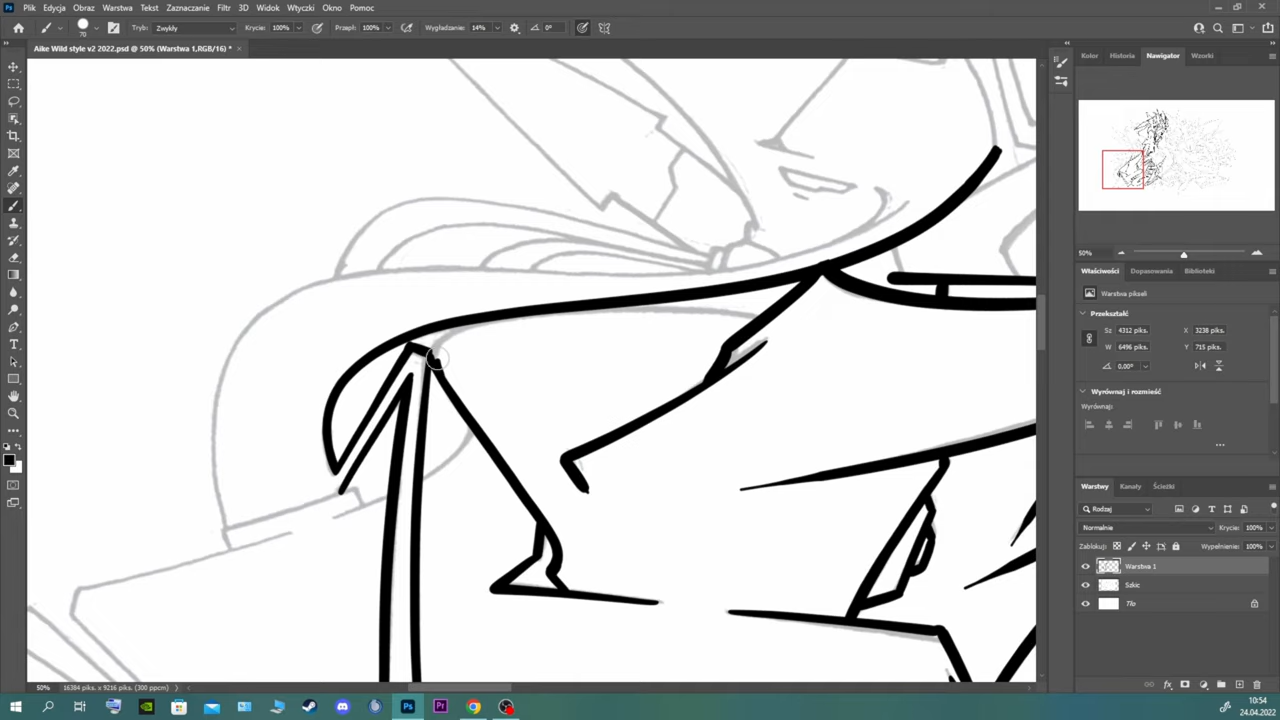 Plik Edycja Obraz Warstwa Tekst Zaznaczanie Filtr 3D Widok Wtyczki Okno Pomoc
Tryb: Zwykły Krycie: 100% Przepł: 100% Wygładzanie: 14% 0°
70
Aike Wild style v2 2022.psd @ 50% (Warstwa 1,RGB/16) * ×
Kolor Historia Nawigator Wzorki
50%
Właściwości Dopasowania Biblioteki
Warstwa pikseli
Przekształć
Sz 4312 piks. X 3238 piks.
W 6496 piks. Y 715 piks.
0.00°
Wyrównaj i rozmieść
Wyrównaj:
Warstwy Kanały Ścieżki
Rodzaj
Normalnie Krycie: 100%
Zablokuj: Wypełnienie: 100%
Warstwa 1
Szkic
Tło
50% 16384 piks. x 9216 piks. (300 ppcm)
Ps Pr
10:54
24.04.2022